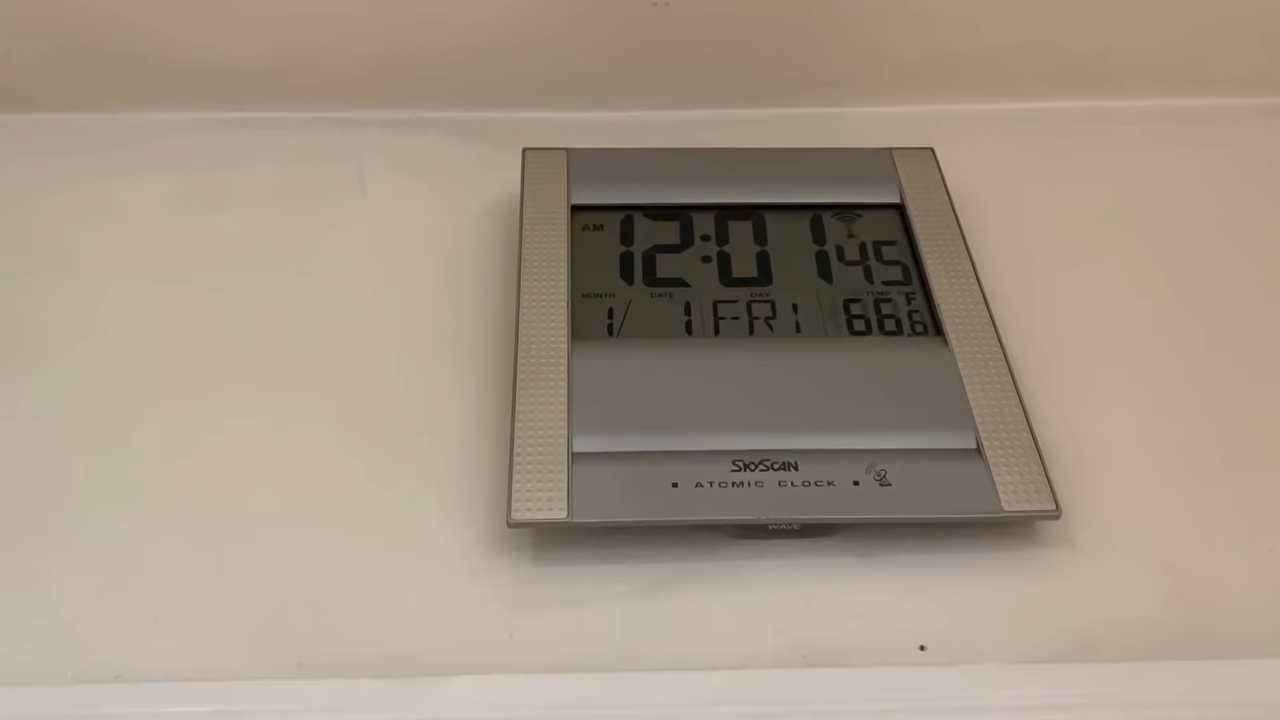 AM 12:01 45
MONTH DATE DAY TEMP
1/ 1 FRI 66.6 F
SKYSCAN
ATOMIC CLOCK
WAVE